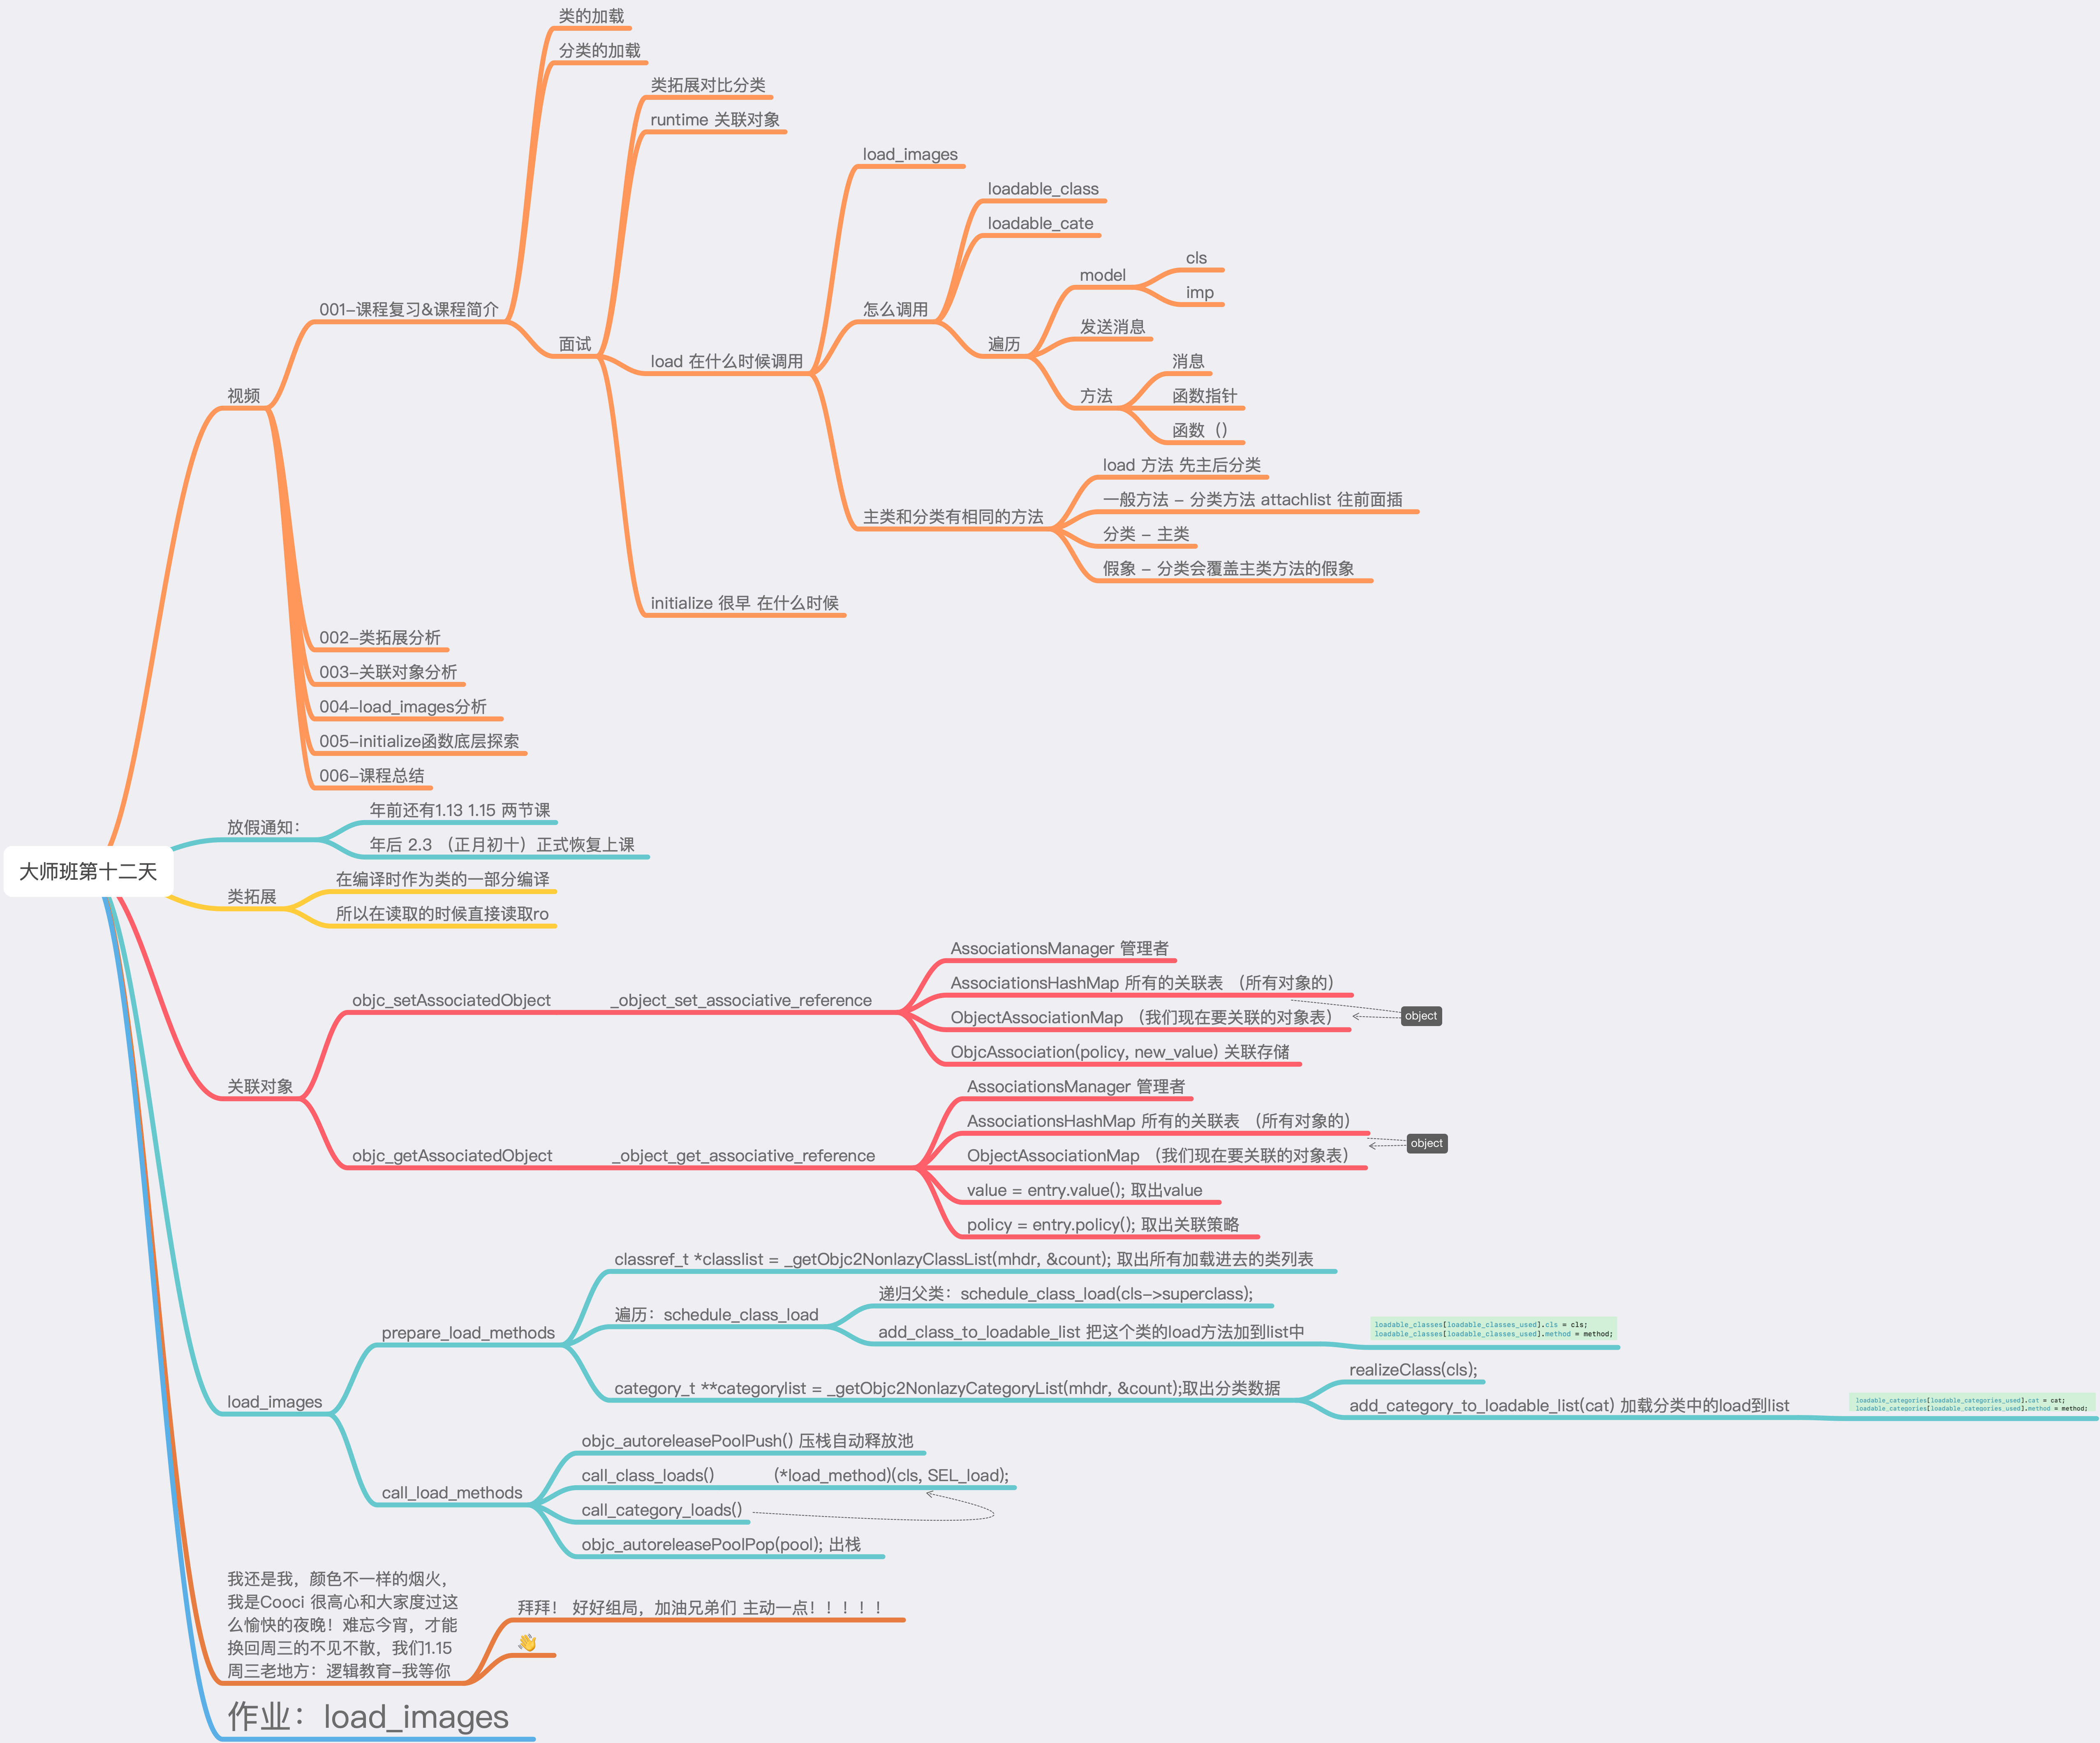 类的加载
分类的加载
类拓展对比分类
runtime 关联对象
load_images
loadable_class
loadable_cate
cls
model
imp
001-课程复习&课程简介
怎么调用
发送消息
面试
遍历
load 在什么时候调用
消息
视频
方法
函数指针
函数（）
load 方法 先主后分类
一般方法 - 分类方法 attachlist 往前面插
主类和分类有相同的方法
分类 - 主类
假象 - 分类会覆盖主类方法的假象
initialize 很早 在什么时候
002-类拓展分析
003-关联对象分析
004-load_images分析
005-initialize函数底层探索
006-课程总结
年前还有1.13 1.15 两节课
放假通知：
年后 2.3 （正月初十）正式恢复上课
大师班第十二天
在编译时作为类的一部分编译
类拓展
所以在读取的时候直接读取ro
AssociationsManager 管理者
AssociationsHashMap 所有的关联表 （所有对象的）
objc_setAssociatedObject
_object_set_associative_reference
object
ObjectAssociationMap （我们现在要关联的对象表）
ObjcAssociation(policy, new_value) 关联存储
关联对象
AssociationsManager 管理者
AssociationsHashMap 所有的关联表 （所有对象的）
object
objc_getAssociatedObject
_object_get_associative_reference
ObjectAssociationMap （我们现在要关联的对象表）
value = entry.value(); 取出value
policy = entry.policy(); 取出关联策略
classref_t *classlist = _getObjc2NonlazyClassList(mhdr, &count); 取出所有加载进去的类列表
递归父类：schedule_class_load(cls->superclass);
遍历：schedule_class_load
prepare_load_methods
add_class_to_loadable_list 把这个类的load方法加到list中
loadable_classes[loadable_classes_used].cls = cls;
loadable_classes[loadable_classes_used].method = method;
realizeClass(cls);
category_t **categorylist = _getObjc2NonlazyCategoryList(mhdr, &count);取出分类数据
add_category_to_loadable_list(cat) 加载分类中的load到list
loadable_categories[loadable_categories_used].cat = cat;
loadable_categories[loadable_categories_used].method = method;
load_images
objc_autoreleasePoolPush() 压栈自动释放池
call_class_loads()
(*load_method)(cls, SEL_load);
call_load_methods
call_category_loads()
objc_autoreleasePoolPop(pool); 出栈
我还是我，颜色不一样的烟火，
我是Cooci 很高心和大家度过这
么愉快的夜晚！难忘今宵，才能
换回周三的不见不散，我们1.15
周三老地方：逻辑教育-我等你
拜拜！ 好好组局，加油兄弟们 主动一点！！！！！
👏
作业：load_images